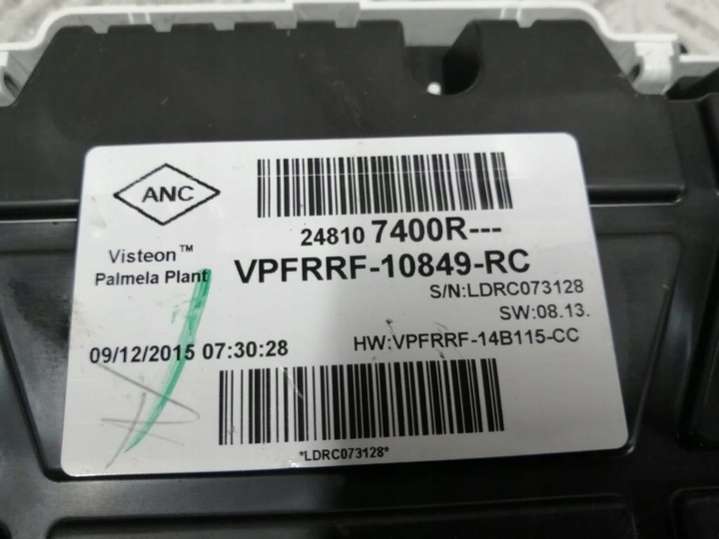 ANC
Visteon™
Palmela Plant
24810 7400R---
VPFRRF-10849-RC
S/N:LDRC073128
SW:08.13.
09/12/2015 07:30:28
HW:VPFRRF-14B115-CC
*LDRC073128*